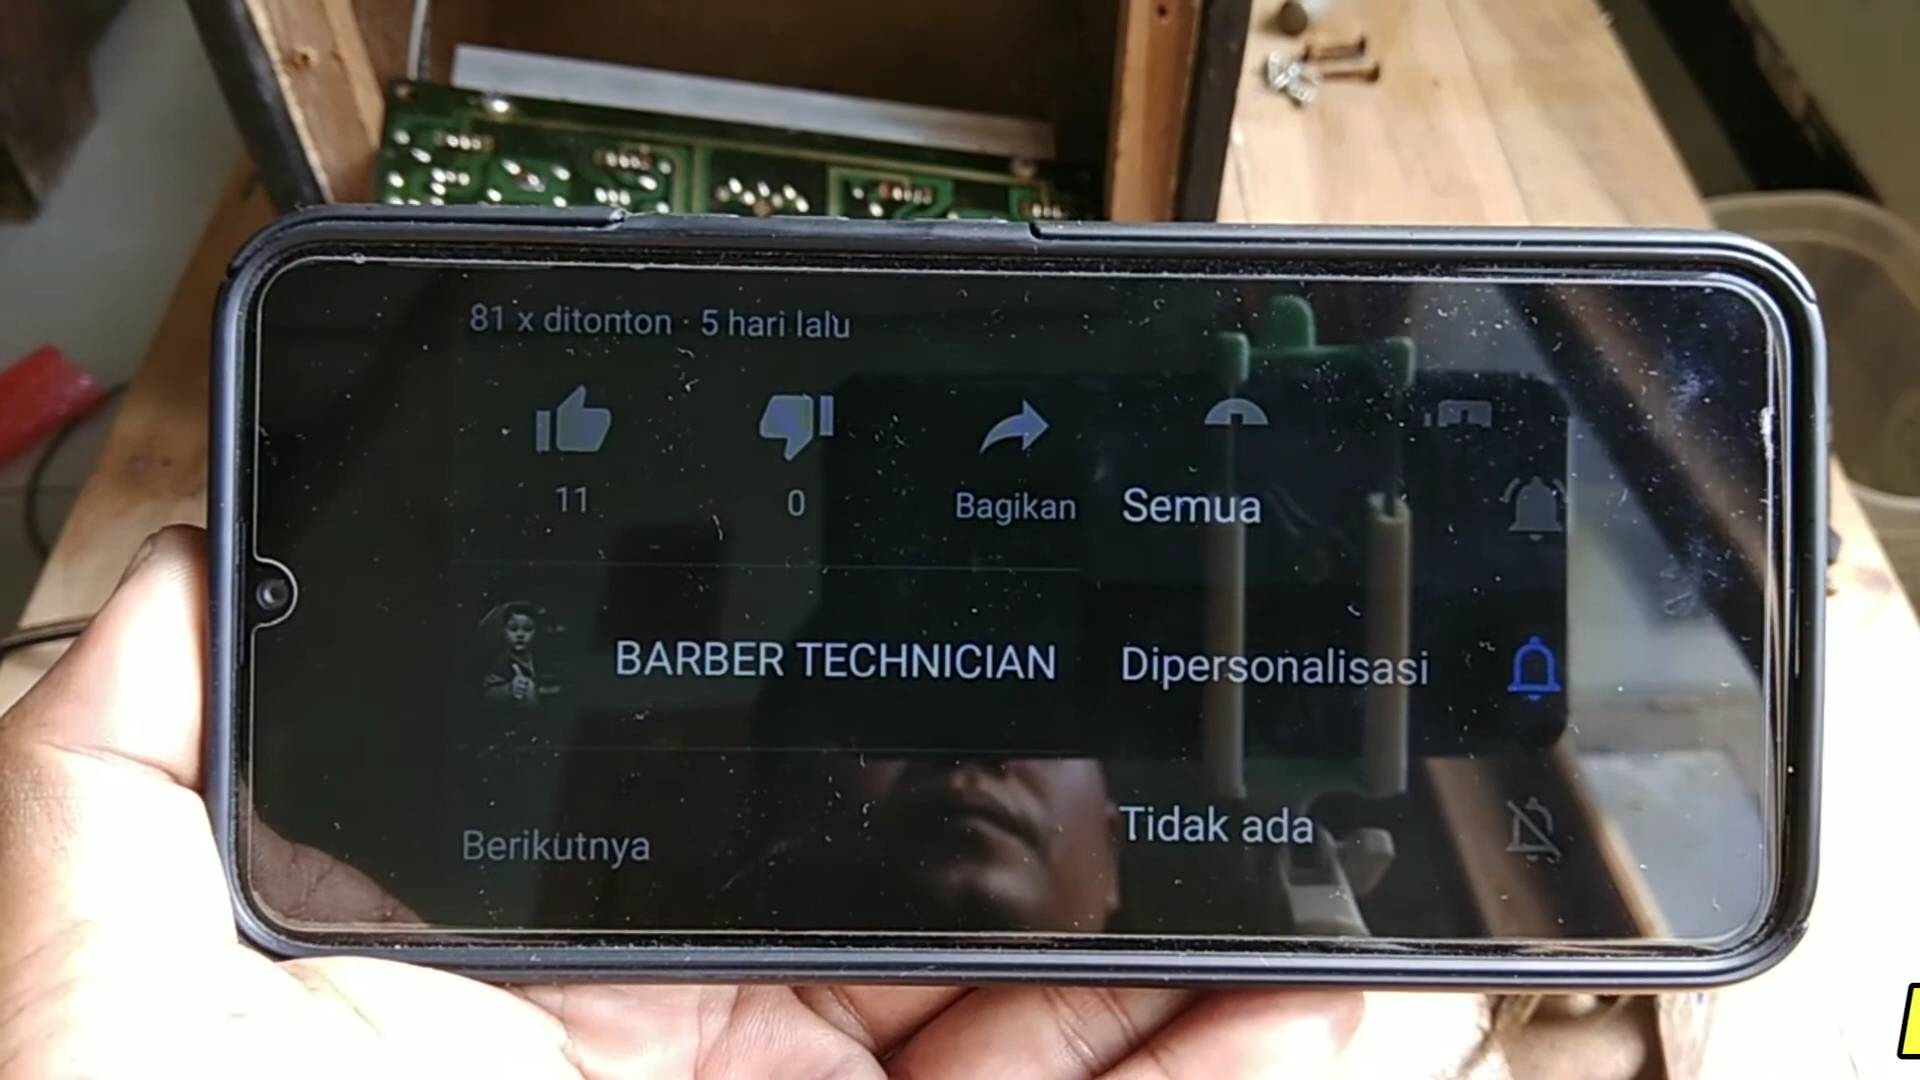 81 x ditonton · 5 hari lalu
11
0
Bagikan
Semua
BARBER TECHNICIAN
Dipersonalisasi
Berikutnya
Tidak ada